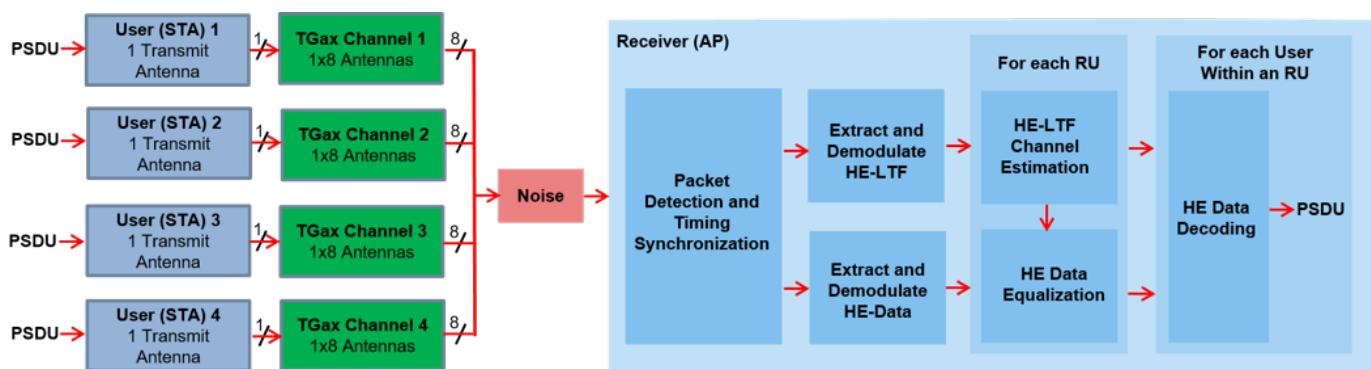 PSDU
User (STA) 1
1 Transmit
Antenna
1
TGax Channel 1
1x8 Antennas
8
PSDU
User (STA) 2
1 Transmit
Antenna
1
TGax Channel 2
1x8 Antennas
8
PSDU
User (STA) 3
1 Transmit
Antenna
1
TGax Channel 3
1x8 Antennas
8
PSDU
User (STA) 4
1 Transmit
Antenna
1
TGax Channel 4
1x8 Antennas
8
Noise
Receiver (AP)
Packet
Detection and
Timing
Synchronization
Extract and
Demodulate
HE-LTF
Extract and
Demodulate
HE-Data
For each RU
HE-LTF
Channel
Estimation
HE Data
Equalization
For each User
Within an RU
HE Data
Decoding
PSDU